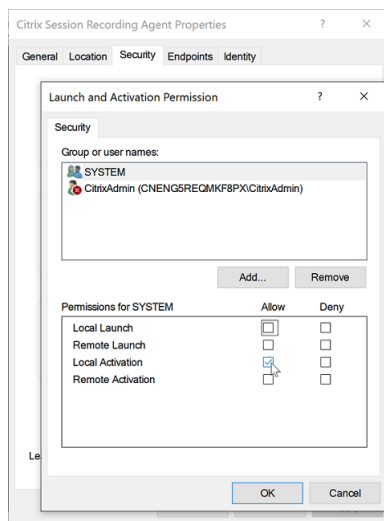 Citrix Session Recording Agent Properties
General Location Security Endpoints Identity
Launch and Activation Permission
Security
Group or user names:
SYSTEM
CitrixAdmin (CNENG5REQMKF8PX\CitrixAdmin)
Add... Remove
Permissions for SYSTEM Allow Deny
Local Launch
Remote Launch
Local Activation
Remote Activation
Le
OK Cancel